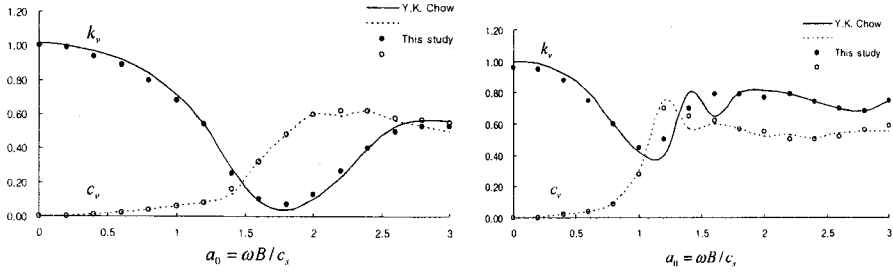 Y.K. Chow
This study
k_v
c_v
1.20
1.00
0.80
0.60
0.40
0.20
0.00
0
0.5
1
1.5
2
2.5
3
a_0 = ωB/c_s
Y.K. Chow
This study
k_v
c_v
1.20
1.00
0.80
0.60
0.40
0.20
0.00
0
0.5
1
1.5
2
2.5
3
a_0 = ωB/c_s